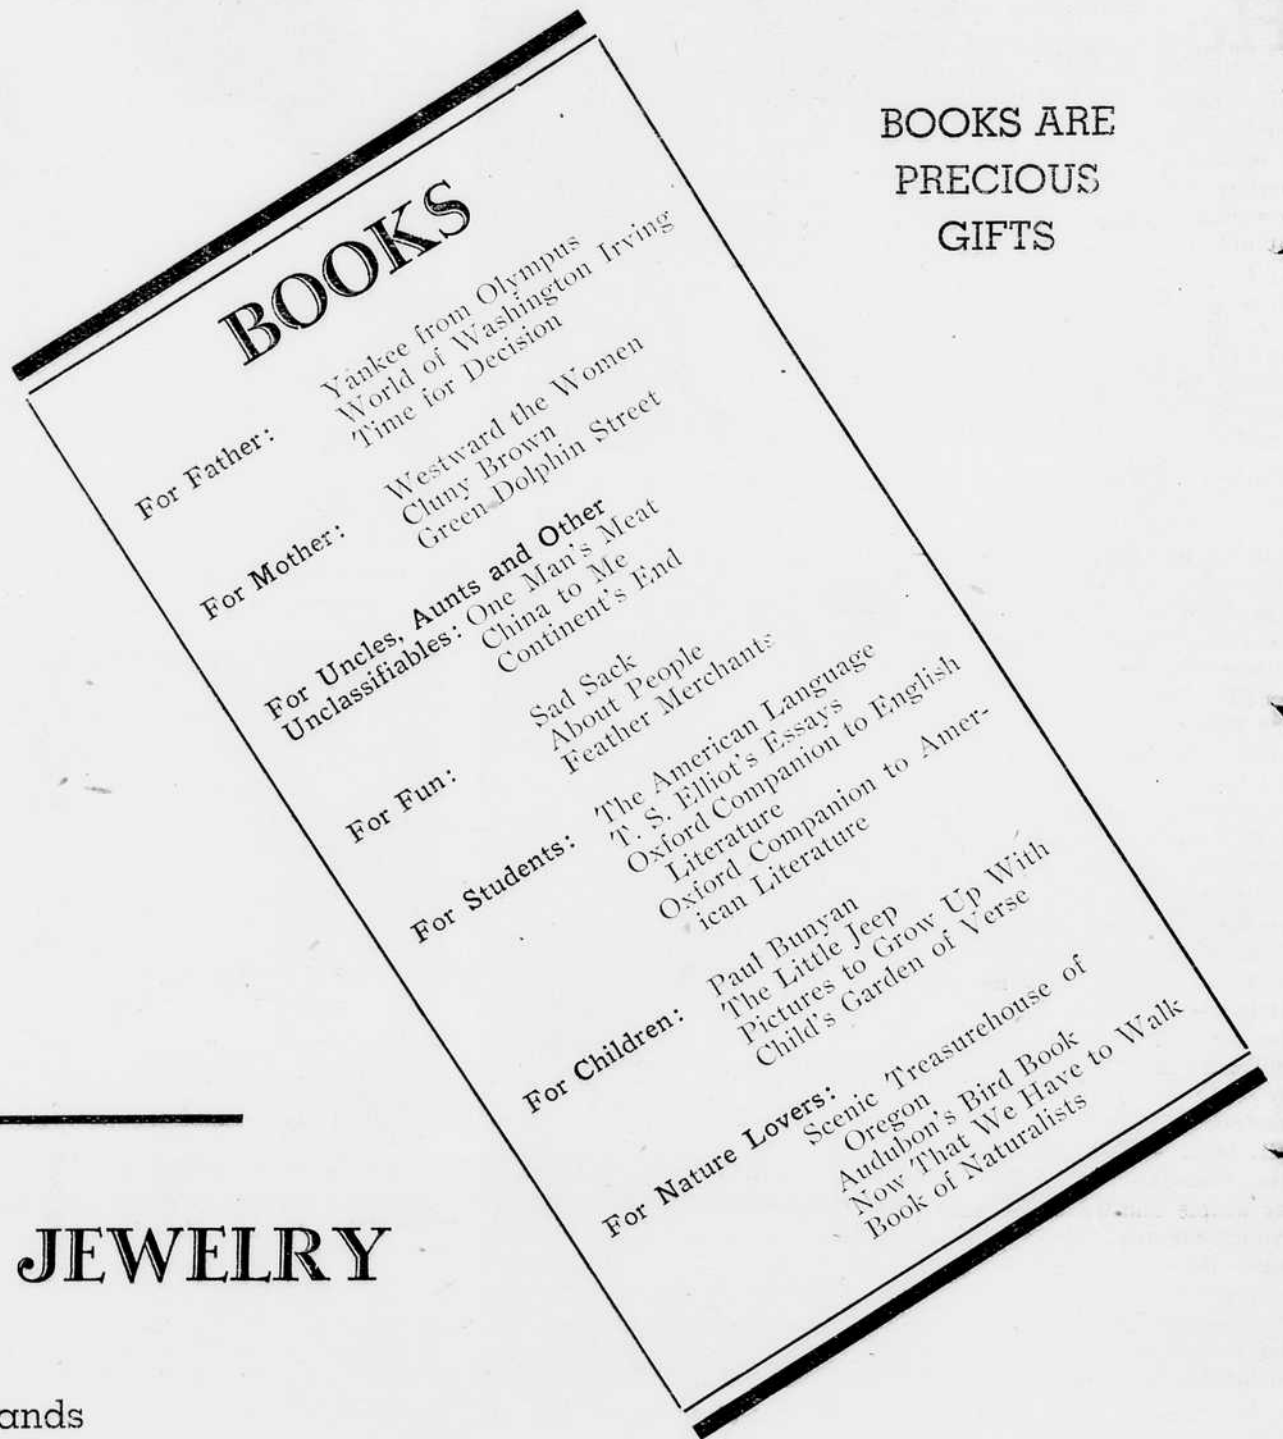 BOOKS ARE
PRECIOUS
GIFTS
BOOKS
For Father: Yankee from Olympus
World of Washington Irving
Time for Decision
For Mother: Westward the Women
Cluny Brown
Green Dolphin Street
For Uncles, Aunts and Other
Unclassifiables: One Man's Meat
China to Me
Continent's End
For Fun: Sad Sack
About People
Feather Merchants
For Students: The American Language
T. S. Elliot's Essays
Oxford Companion to English
Literature
Oxford Companion to Amer-
ican Literature
For Children: Paul Bunyan
The Little Jeep
Pictures to Grow Up With
Child's Garden of Verse
For Nature Lovers:
Scenic Treasurehouse of
Oregon
Audubon's Bird Book
Now That We Have to Walk
Book of Naturalists
JEWELRY
ands